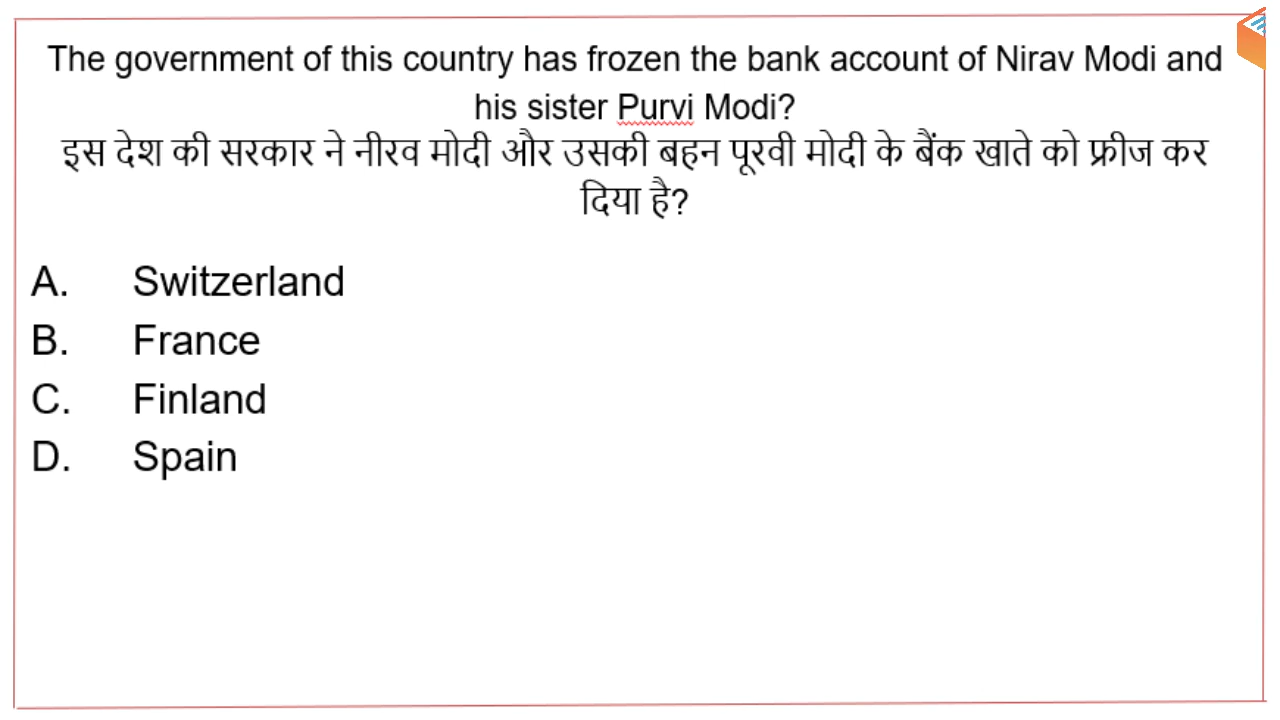 The government of this country has frozen the bank account of Nirav Modi and
his sister Purvi Modi?
इस देश की सरकार ने नीरव मोदी और उसकी बहन पूरवी मोदी के बैंक खाते को फ्रीज कर
दिया है?
A. Switzerland
B. France
C. Finland
D. Spain